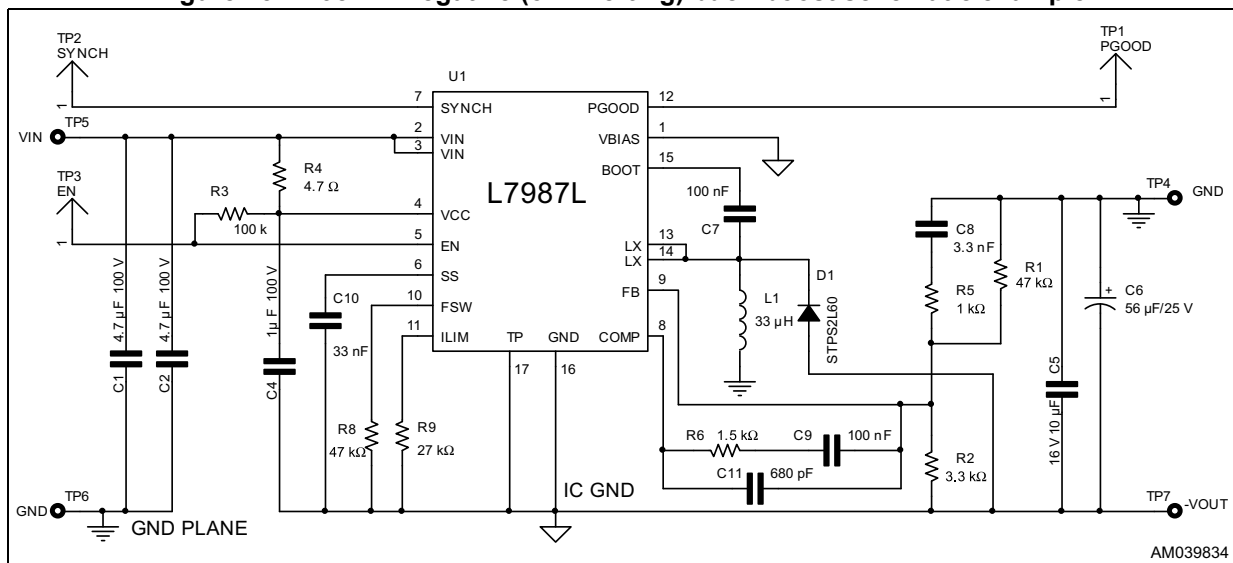 TP2
SYNCH
TP1
PGOOD
U1
1
7
SYNCH
PGOOD
12
1
VIN
TP5
2
VIN
3
VIN
VBIAS
1
BOOT
15
TP3
EN
R3
100 k
R4
4.7 Ω
L7987L
100 nF
C7
TP4
GND
4
VCC
1
5
EN
LX
13
LX
14
C8
3.3 nF
R1
47 kΩ
6
SS
FB
9
D1
STPS2L60
R5
1 kΩ
C6
+
56 µF/25 V
C10
33 nF
10
FSW
L1
33 µH
11
ILIM
TP
GND
COMP
8
17
16
4.7 µF 100 V
C1
4.7 µF 100 V
C2
1µ F 100 V
C4
C5
16 V 10 µF
R8
47 kΩ
R9
27 kΩ
R6
1.5 kΩ
C9
100 nF
C11
680 pF
R2
3.3 kΩ
IC GND
GND
TP6
GND PLANE
TP7
-VOUT
AM039834